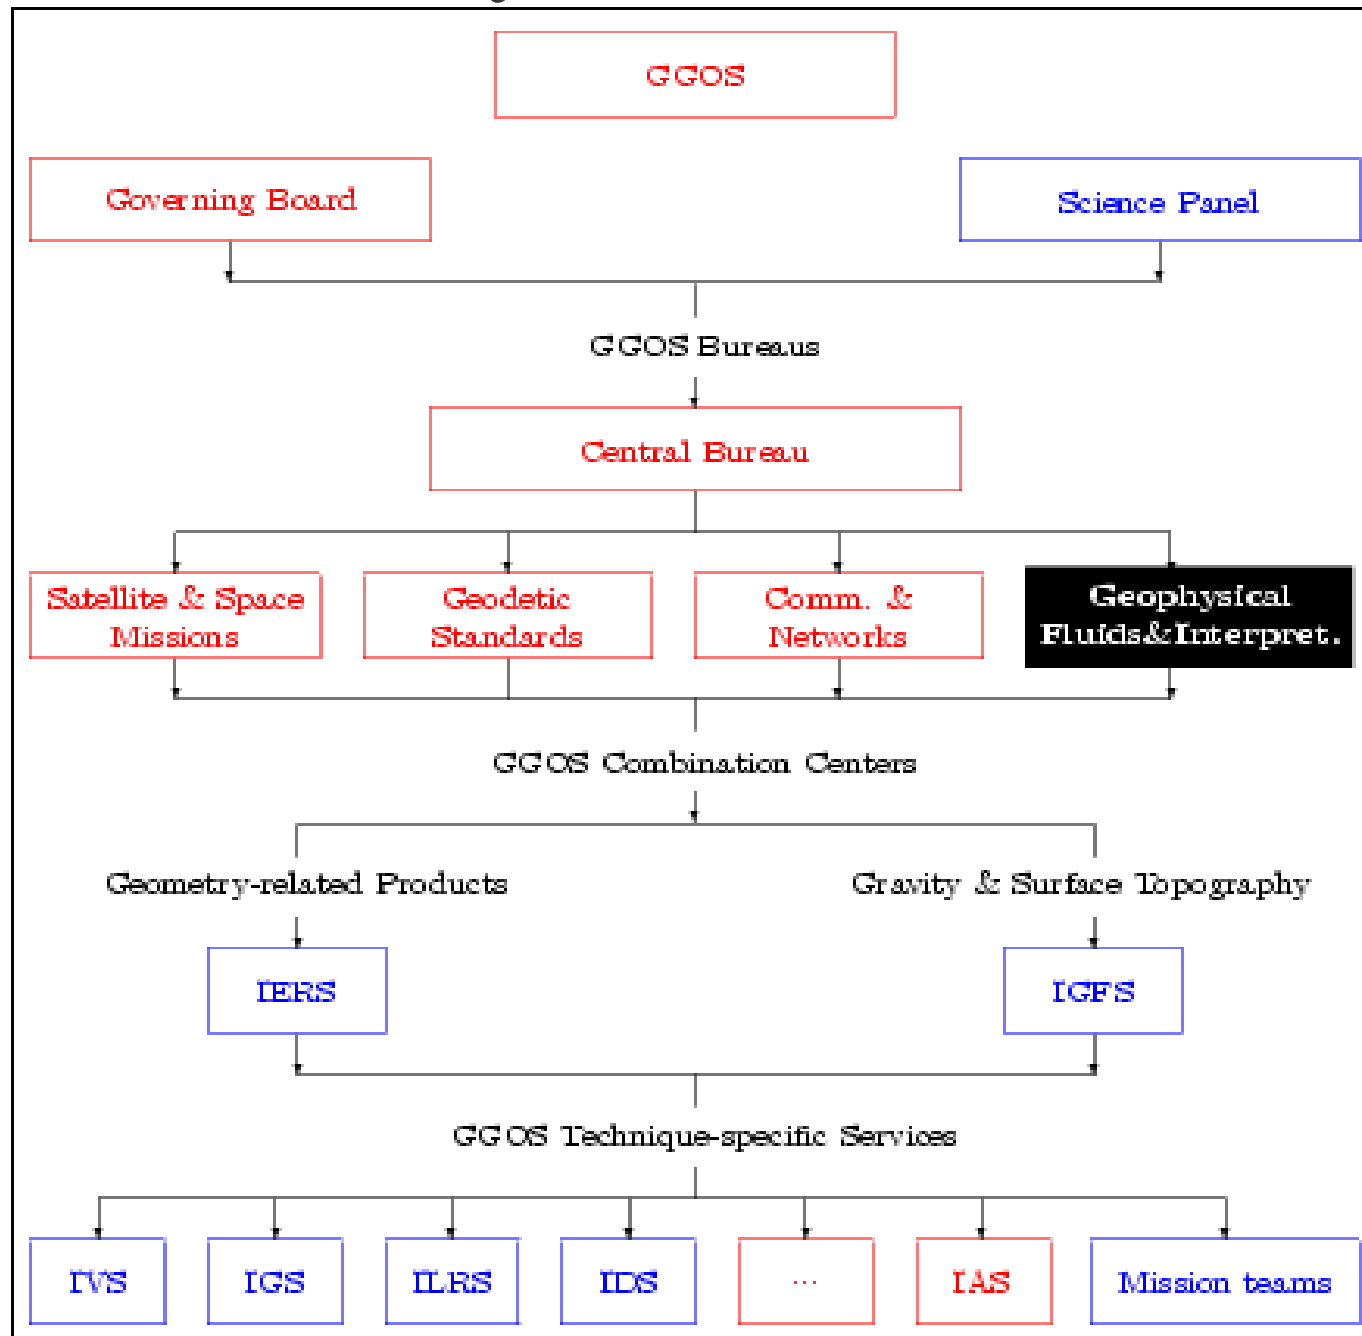 GGOS
Governing Board
Science Panel
GGOS Bureaus
Central Bureau
Satellite & Space
Missions
Geodetic
Standards
Comm. &
Networks
Geophysical
Fluids&Interpret.
GGOS Combination Centers
Geometry-related Products
Gravity & Surface Topography
IERS
IGFS
GGOS Technique-specific Services
IVS
IGS
ILRS
IDS
...
IAS
Mission teams